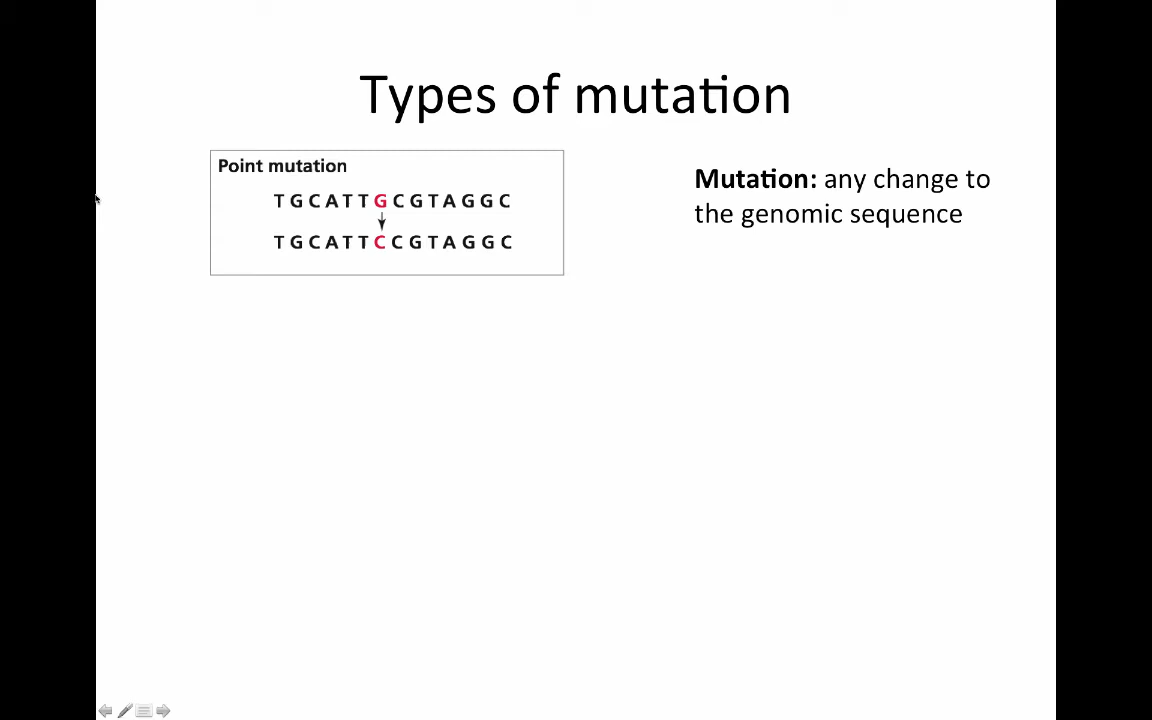 Types of mutation
Point mutation
T G C A T T G C G T A G G C
T G C A T T C C G T A G G C
Mutation: any change to
the genomic sequence